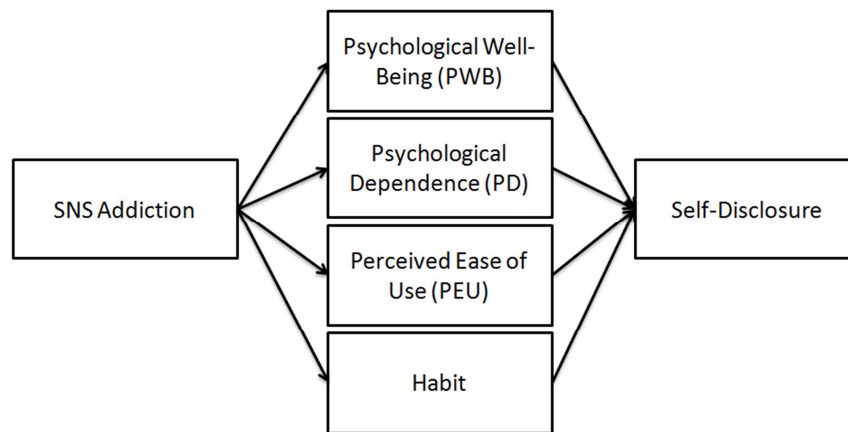 Psychological Well-
Being (PWB)
Psychological
Dependence (PD)
SNS Addiction
Self-Disclosure
Perceived Ease of
Use (PEU)
Habit